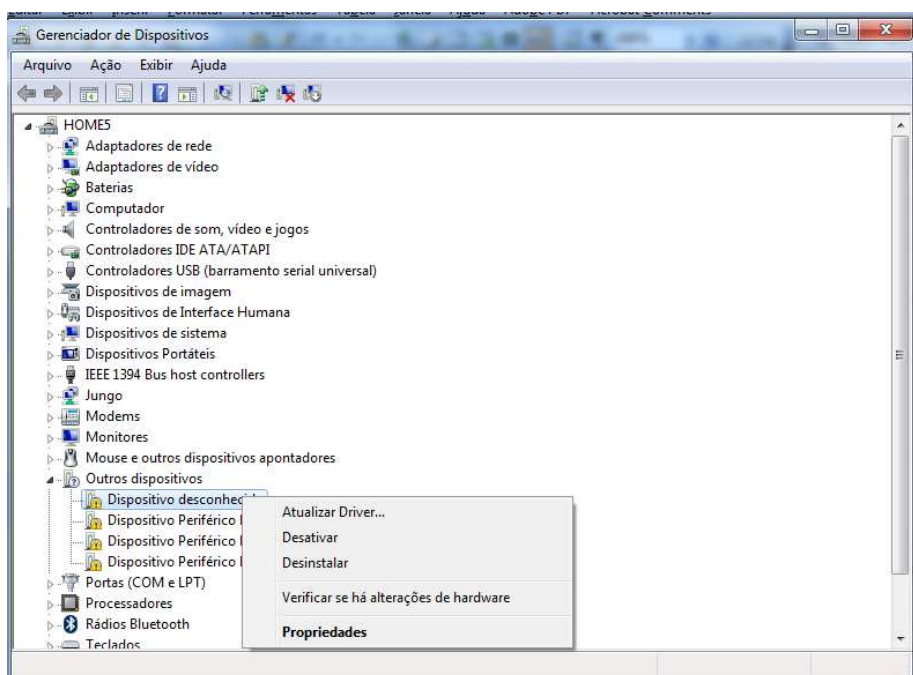 Gerenciador de Dispositivos
Arquivo Ação Exibir Ajuda
HOME5
Adaptadores de rede
Adaptadores de vídeo
Baterias
Computador
Controladores de som, vídeo e jogos
Controladores IDE ATA/ATAPI
Controladores USB (barramento serial universal)
Dispositivos de imagem
Dispositivos de Interface Humana
Dispositivos de sistema
Dispositivos Portáteis
IEEE 1394 Bus host controllers
Jungo
Modems
Monitores
Mouse e outros dispositivos apontadores
Outros dispositivos
Dispositivo
Dispositivo Periférico
Dispositivo Periférico
Dispositivo Periférico
Portas (COM e LPT)
Processadores
Rádios Bluetooth
Teclados
Atualizar Driver...
Desativar
Desinstalar
Verificar se há alterações de hardware
Propriedades